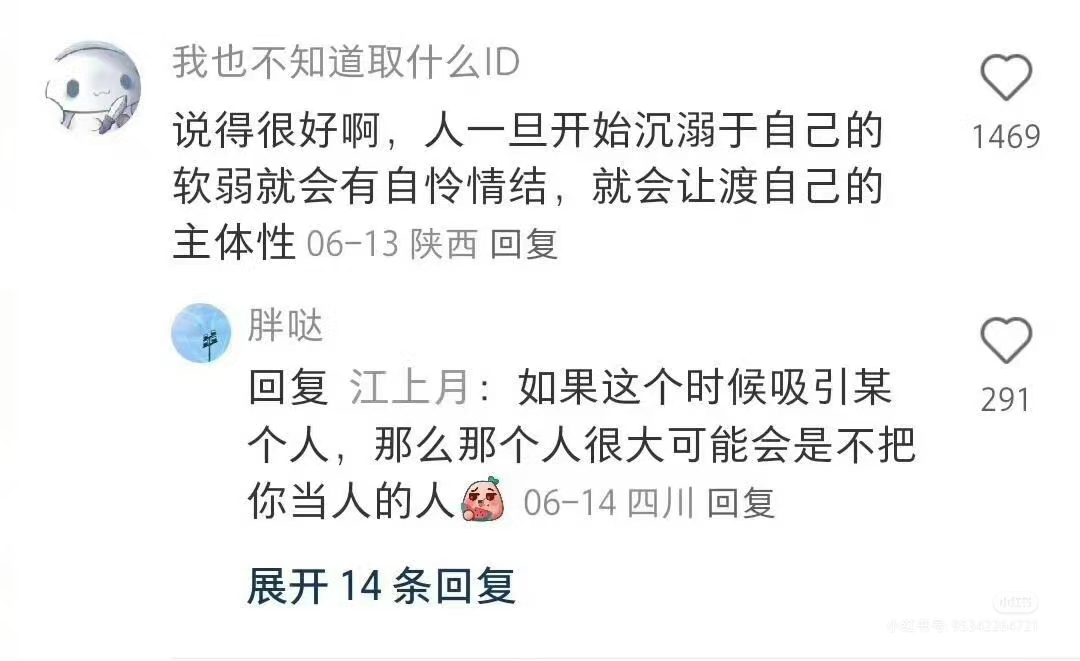 我也不知道取什么ID
1469
说得很好啊，人一旦开始沉溺于自己的
软弱就会有自怜情结，就会让渡自己的
主体性 06-13 陕西 回复
胖哒
291
回复 江上月：如果这个时候吸引某
个人，那么那个人很大可能会是不把
你当人的人 06-14 四川 回复
展开 14 条回复
小红书
小红书号: 95342264721